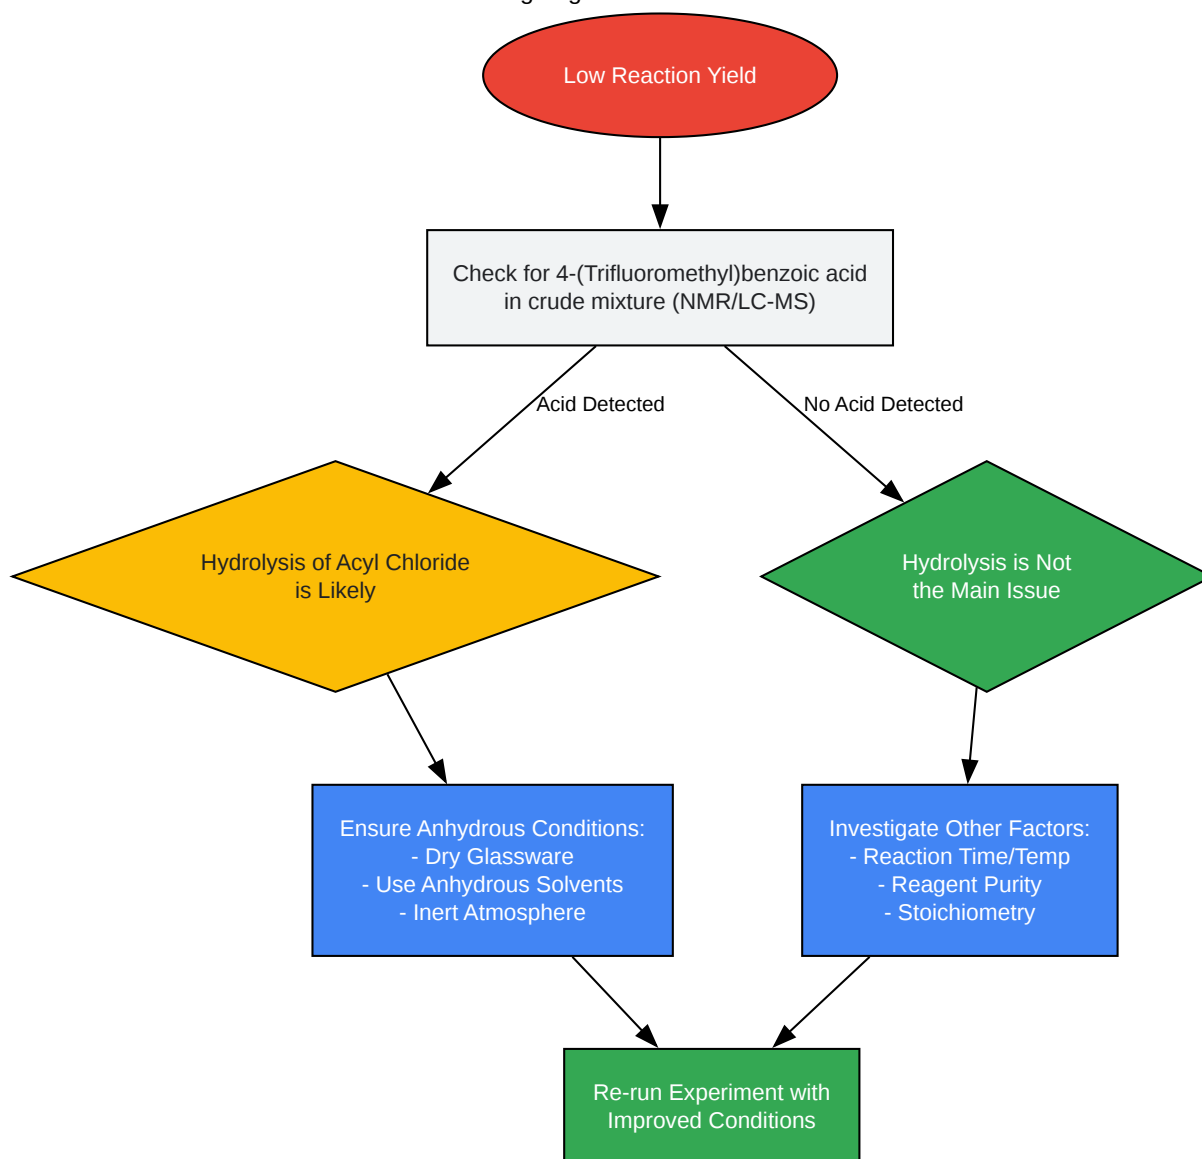 Low Reaction Yield
Check for 4-(Trifluoromethyl)benzoic acid
in crude mixture (NMR/LC-MS)
Acid Detected
No Acid Detected
Hydrolysis of Acyl Chloride
is Likely
Hydrolysis is Not
the Main Issue
Ensure Anhydrous Conditions:
- Dry Glassware
- Use Anhydrous Solvents
- Inert Atmosphere
Investigate Other Factors:
- Reaction Time/Temp
- Reagent Purity
- Stoichiometry
Re-run Experiment with
Improved Conditions